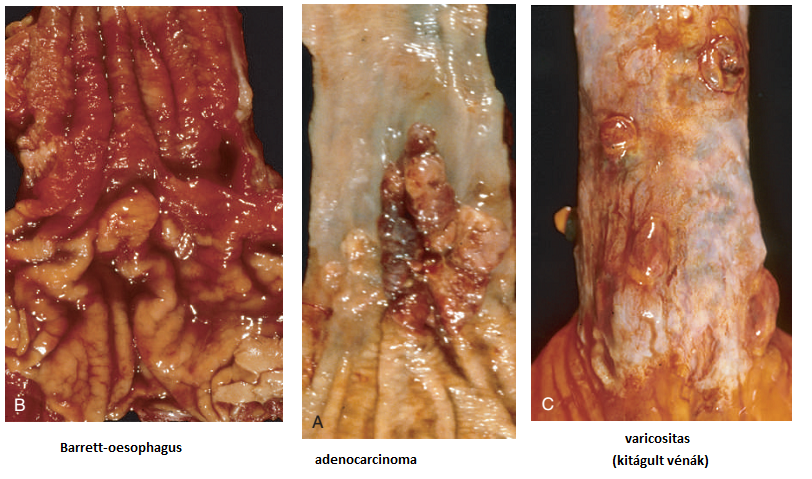 B
A
C
Barrett-oesophagus
adenocarcinoma
varicositas
(kitágult vénák)